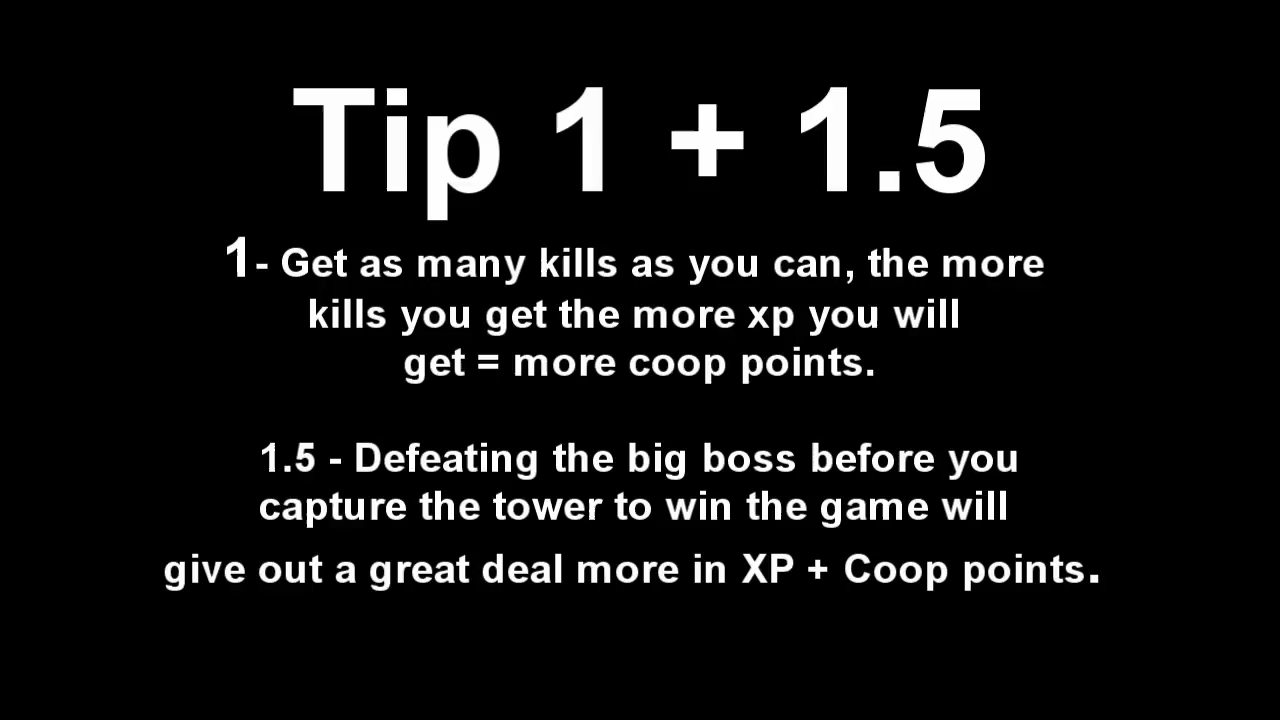 Tip 1 + 1.5
1- Get as many kills as you can, the more
kills you get the more xp you will
get = more coop points.
1.5 - Defeating the big boss before you
capture the tower to win the game will
give out a great deal more in XP + Coop points.